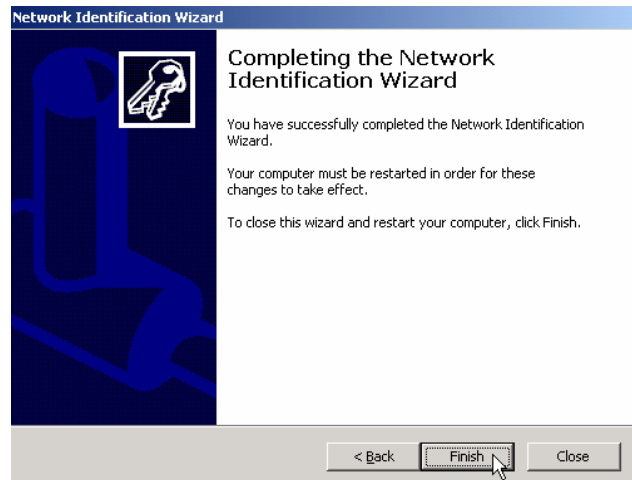 Network Identification Wizard
Completing the Network
Identification Wizard
You have successfully completed the Network Identification
Wizard.
Your computer must be restarted in order for these
changes to take effect.
To close this wizard and restart your computer, click Finish.
< Back
Finish
Close